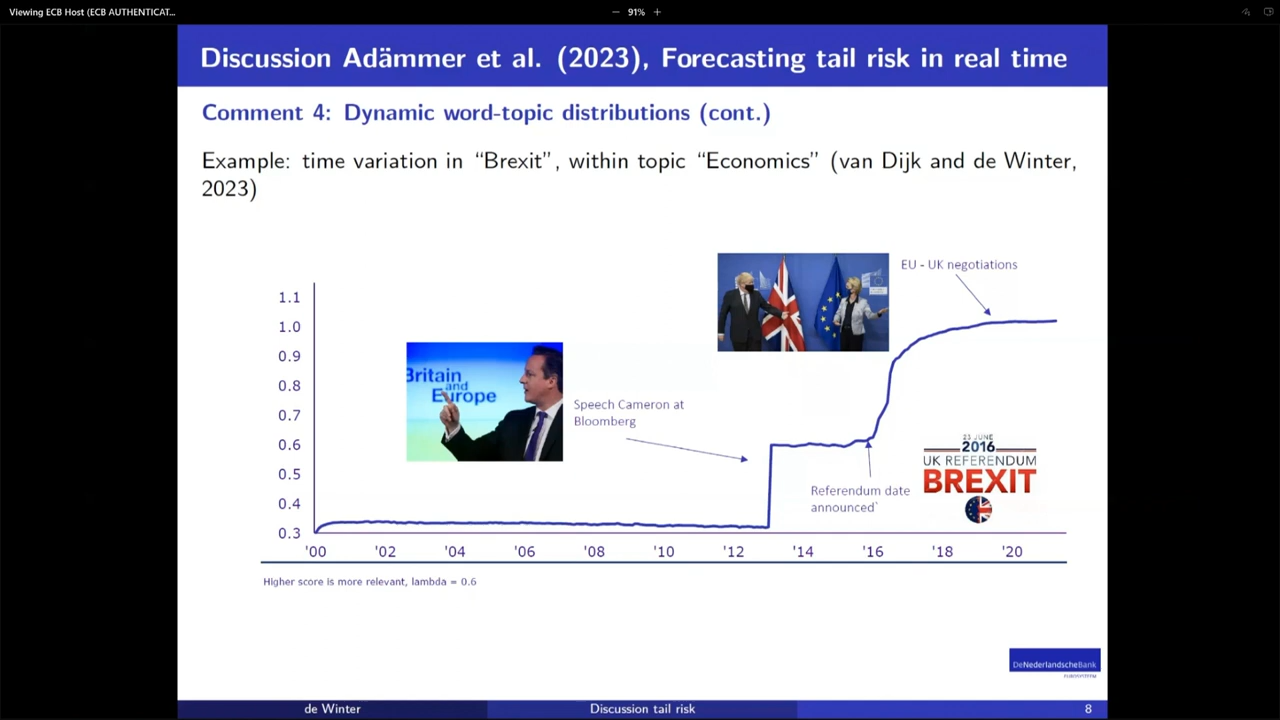 Viewing ECB Host (ECB AUTHENTICAT...
− 91% +
Discussion Adämmer et al. (2023), Forecasting tail risk in real time
Comment 4: Dynamic word-topic distributions (cont.)
Example: time variation in “Brexit”, within topic “Economics” (van Dijk and de Winter,
2023)
EU - UK negotiations
1.1
1.0
0.9
0.8
0.7
0.6
0.5
0.4
0.3
Britain
and
Europe
Speech Cameron at
Bloomberg
23 JUNE
2016
UK REFERENDUM
BREXIT
Referendum date
announced`
'00 '02 '04 '06 '08 '10 '12 '14 '16 '18 '20
Higher score is more relevant, lambda = 0.6
DeNederlandscheBank
EUROSYSTEEM
de Winter Discussion tail risk 8